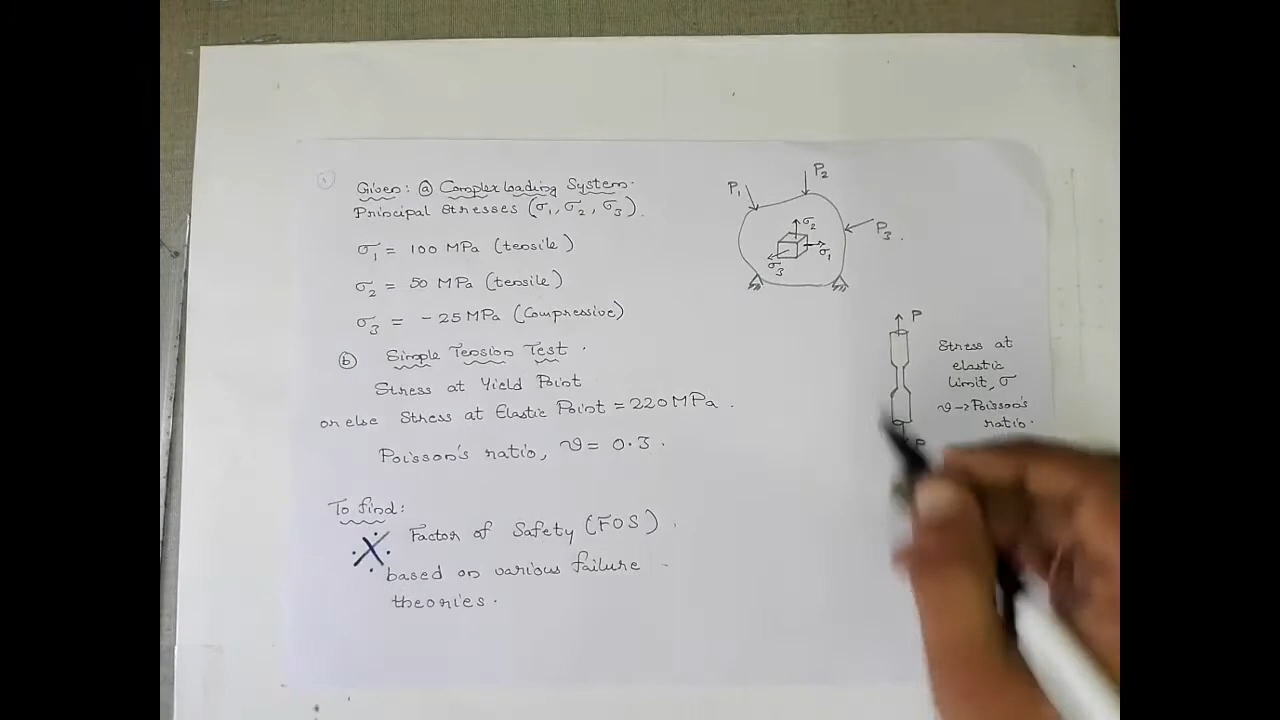 1
Given: ⓐ Complex loading System.
Principal Stresses (σ₁, σ₂, σ₃).
σ₁ = 100 MPa (tensile)
σ₂ = 50 MPa (tensile)
σ₃ = - 25 MPa (Compressive)
ⓑ Simple Tension Test.
Stress at Yield Point
or else Stress at Elastic Point = 220 MPa.
Poisson's ratio, ϑ = 0.3.
To find:
Factor of Safety (FOS).
based on various failure
theories.
P₁
P₂
P₃.
σ₂
σ₁
σ₃
P
Stress at
elastic
limit, σ
ϑ → Poisson's
ratio.
P